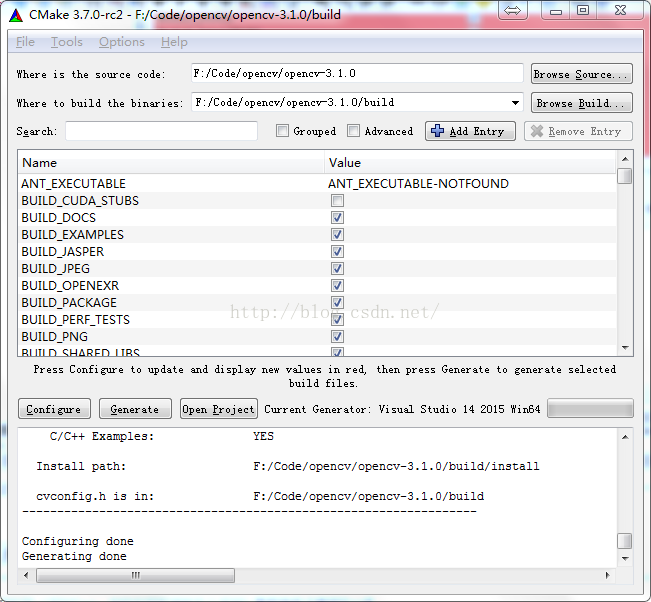 CMake 3.7.0-rc2 - F:/Code/opencv/opencv-3.1.0/build
File Tools Options Help
Where is the source code: F:/Code/opencv/opencv-3.1.0 Browse Source...
Where to build the binaries: F:/Code/opencv/opencv-3.1.0/build Browse Build...
Search: Grouped Advanced Add Entry Remove Entry
Name Value
ANT_EXECUTABLE ANT_EXECUTABLE-NOTFOUND
BUILD_CUDA_STUBS
BUILD_DOCS
BUILD_EXAMPLES
BUILD_JASPER
BUILD_JPEG
BUILD_OPENEXR
BUILD_PACKAGE
http://blog.csdn.net/
BUILD_PERF_TESTS
BUILD_PNG
BUILD_SHARED_LIBS
Press Configure to update and display new values in red, then press Generate to generate selected
build files.
Configure Generate Open Project Current Generator: Visual Studio 14 2015 Win64
C/C++ Examples: YES
Install path: F:/Code/opencv/opencv-3.1.0/build/install
cvconfig.h is in: F:/Code/opencv/opencv-3.1.0/build
-----------------------------------------------------------------
Configuring done
Generating done